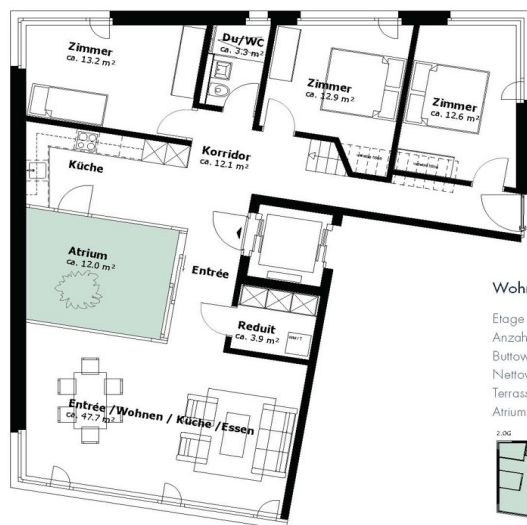 Zimmer
ca. 13.2 m²
Du/WC
ca. 3.3 m²
Zimmer
ca. 12.9 m²
Zimmer
ca. 12.6 m²
Korridor
ca. 12.1 m²
Küche
Atrium
ca. 12.0 m²
Entrée
Reduit
ca. 3.9 m²
Entrée /Wohnen / Küche /Essen
ca. 47.7 m²
Wohn
Etage
Anzah
Buttow
Nettow
Terrass
Atrium
2.OG